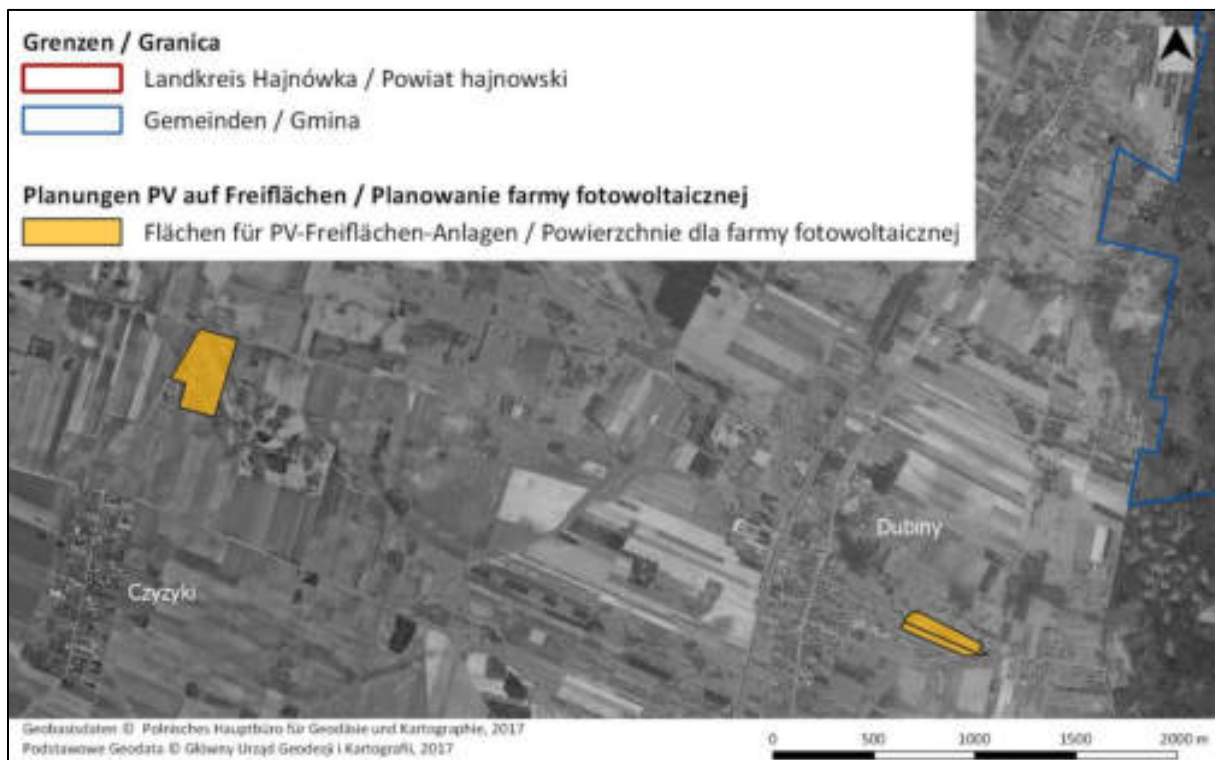 Grenzen / Granica
Landkreis Hajnówka / Powiat hajnowski
Gemeinden / Gmina
Planungen PV auf Freiflächen / Planowanie farmy fotowoltaicznej
Flächen für PV-Freiflächen-Anlagen / Powierzchnie dla farmy fotowoltaicznej
Dubiny
Czyzyki
Geobasisdaten © Polnisches Hauptbüro für Geodäsie und Kartographie, 2017
Podstawowe Geodata © Główny Urząd Geodezji i Kartografii, 2017
0 500 1000 1500 2000 m